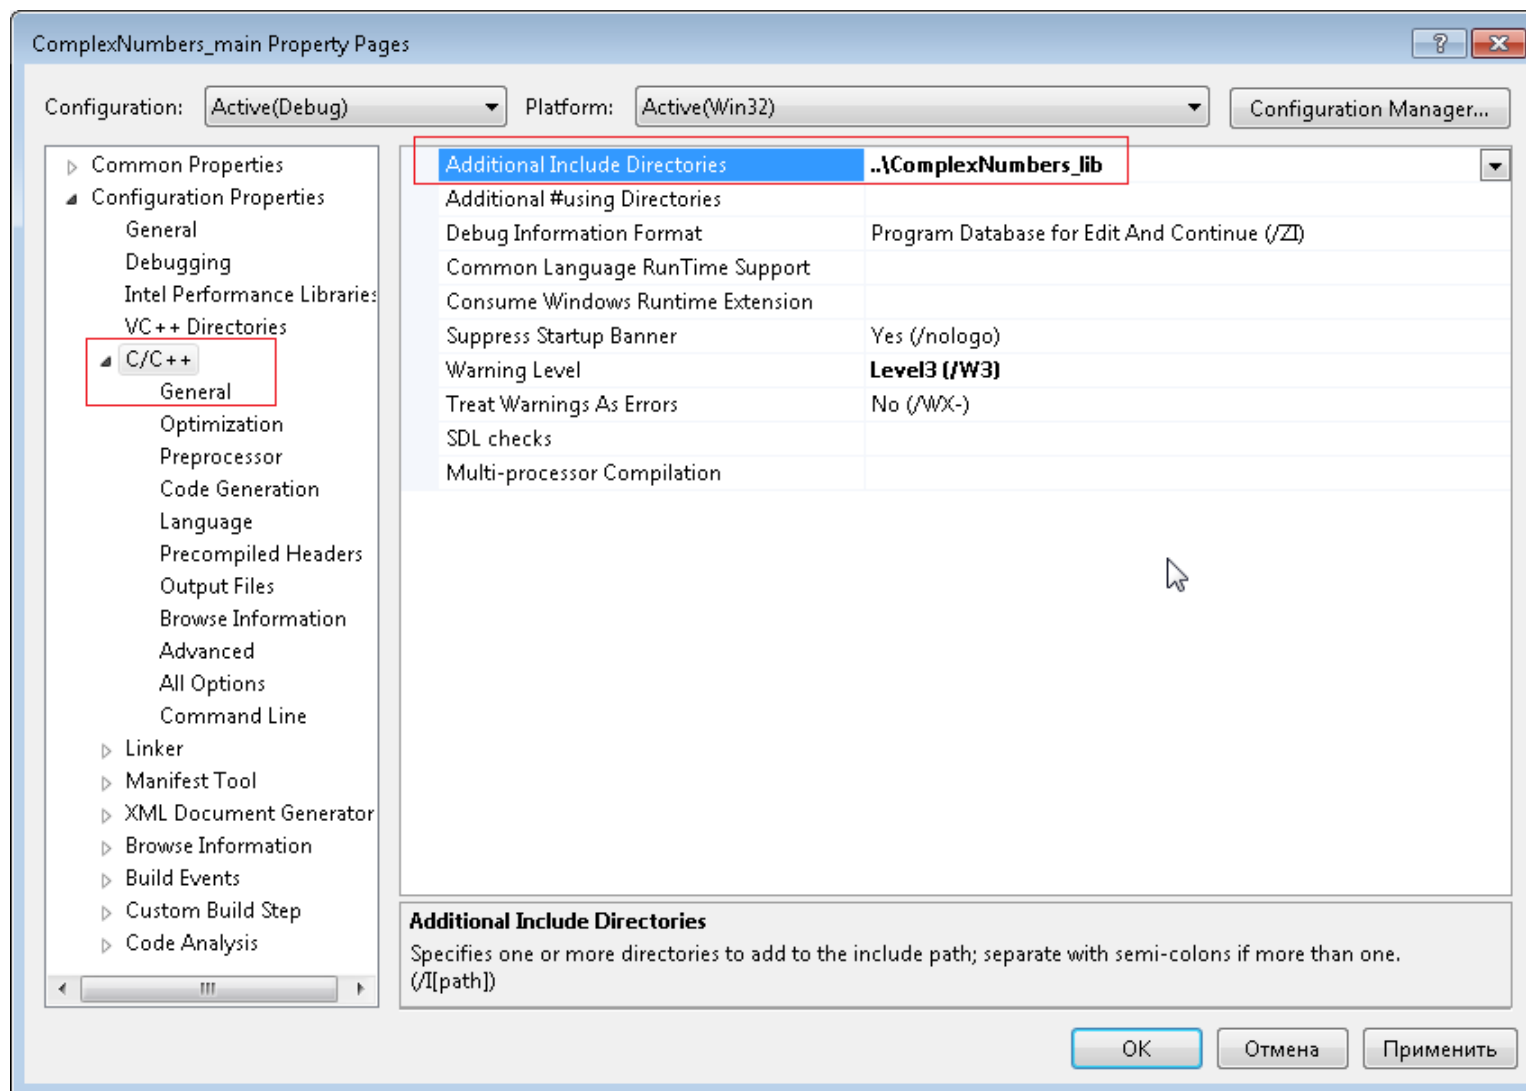 ComplexNumbers_main Property Pages
Configuration: Active(Debug) Platform: Active(Win32) Configuration Manager...
Common Properties
Configuration Properties
General
Debugging
Intel Performance Libraries
VC++ Directories
C/C++
General
Optimization
Preprocessor
Code Generation
Language
Precompiled Headers
Output Files
Browse Information
Advanced
All Options
Command Line
Linker
Manifest Tool
XML Document Generator
Browse Information
Build Events
Custom Build Step
Code Analysis
Additional Include Directories ..\ComplexNumbers_lib
Additional #using Directories
Debug Information Format Program Database for Edit And Continue (/ZI)
Common Language RunTime Support
Consume Windows Runtime Extension
Suppress Startup Banner Yes (/nologo)
Warning Level Level3 (/W3)
Treat Warnings As Errors No (/WX-)
SDL checks
Multi-processor Compilation
Additional Include Directories
Specifies one or more directories to add to the include path; separate with semi-colons if more than one.
(/I[path])
OK Отмена Применить